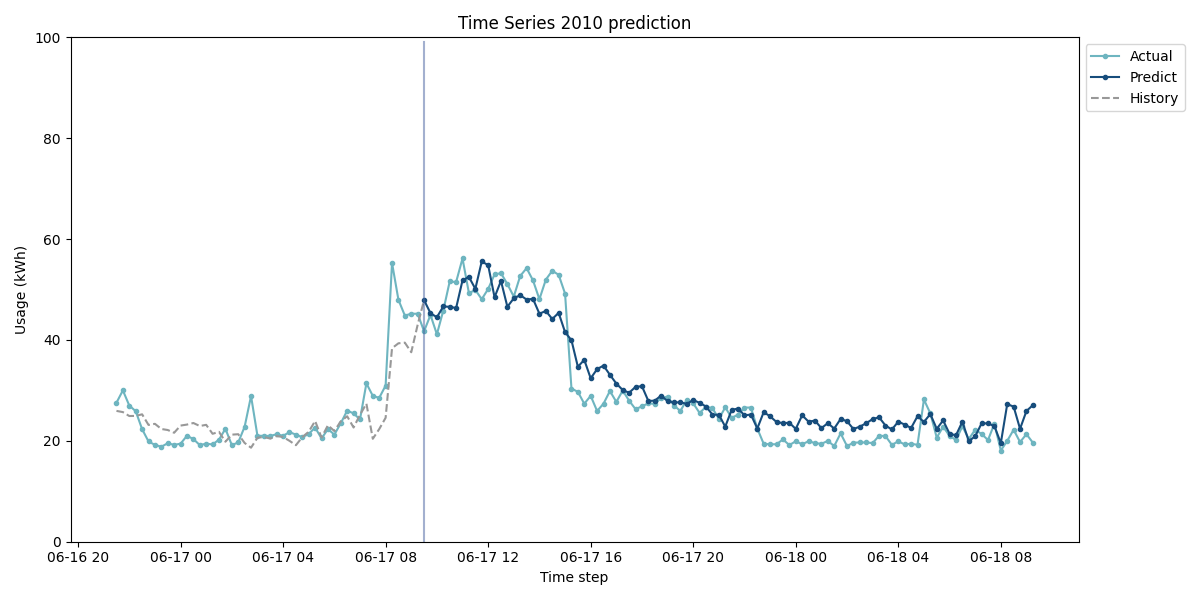 Time Series 2010 prediction
100
80
60
40
20
0
Usage (kWh)
06-16 20
06-17 00
06-17 04
06-17 08
06-17 12
06-17 16
06-17 20
06-18 00
06-18 04
06-18 08
Time step
Actual
Predict
History